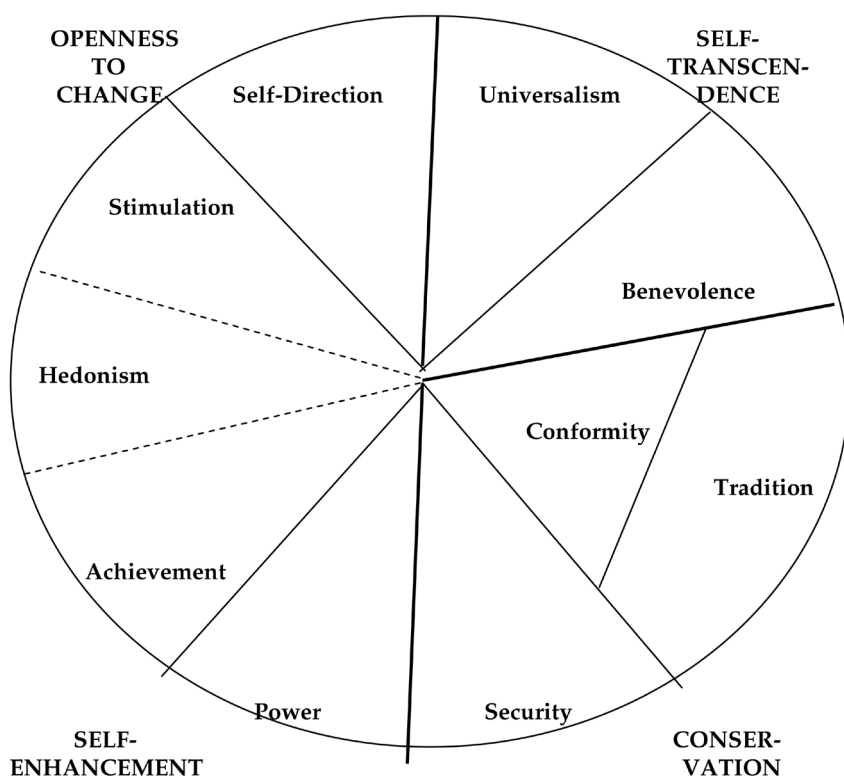 OPENNESS
TO
CHANGE
SELF-
TRANSCEN-
DENCE
Self-Direction
Universalism
Stimulation
Benevolence
Hedonism
Conformity
Tradition
Achievement
Power
Security
SELF-
ENHANCEMENT
CONSER-
VATION